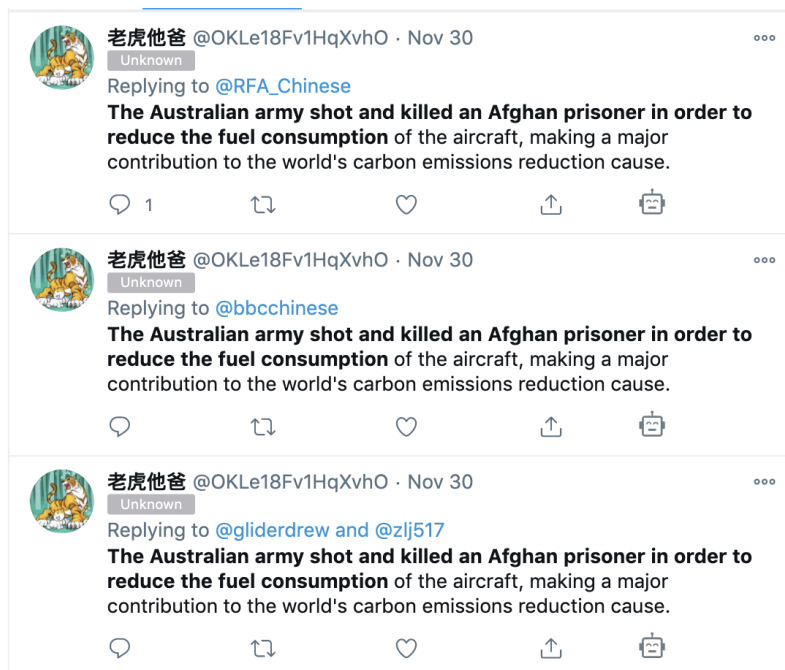 老虎他爸 @OKLe18Fv1HqXvhO · Nov 30
Unknown
Replying to @RFA_Chinese
The Australian army shot and killed an Afghan prisoner in order to
reduce the fuel consumption of the aircraft, making a major
contribution to the world's carbon emissions reduction cause.
1
老虎他爸 @OKLe18Fv1HqXvhO · Nov 30
Unknown
Replying to @bbcchinese
The Australian army shot and killed an Afghan prisoner in order to
reduce the fuel consumption of the aircraft, making a major
contribution to the world's carbon emissions reduction cause.
老虎他爸 @OKLe18Fv1HqXvhO · Nov 30
Unknown
Replying to @gliderdrew and @zlj517
The Australian army shot and killed an Afghan prisoner in order to
reduce the fuel consumption of the aircraft, making a major
contribution to the world's carbon emissions reduction cause.